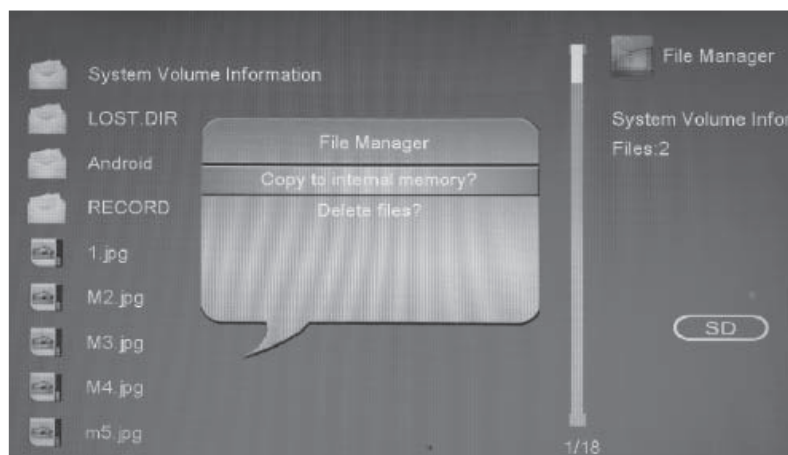 System Volume Information
LOST.DIR
Android
RECORD
1.jpg
M2.jpg
M3.jpg
M4.jpg
m5.jpg
File Manager
Copy to internal memory?
Delete files?
1/18
File Manager
System Volume Infor
Files:2
SD